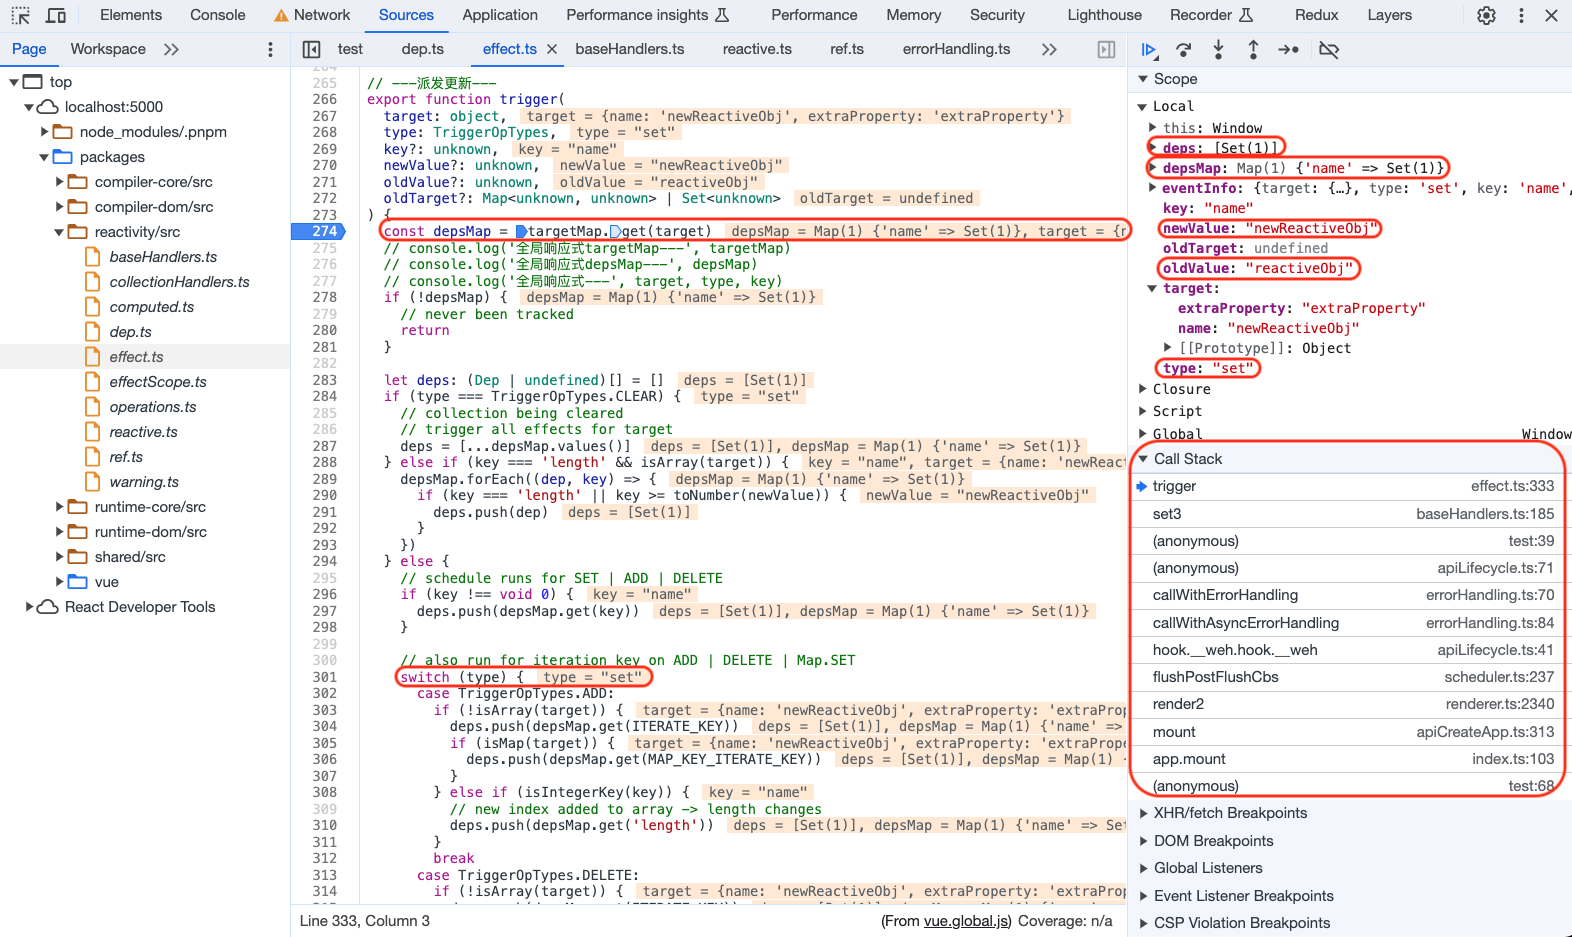 Elements Console Network Sources Application Performance insights Performance Memory Security Lighthouse Recorder Redux Layers
Page Workspace
test dep.ts effect.ts baseHandlers.ts reactive.ts ref.ts errorHandling.ts
top
localhost:5000
node_modules/.pnpm
packages
compiler-core/src
compiler-dom/src
reactivity/src
baseHandlers.ts
collectionHandlers.ts
computed.ts
dep.ts
effect.ts
effectScope.ts
operations.ts
reactive.ts
ref.ts
warning.ts
runtime-core/src
runtime-dom/src
shared/src
vue
React Developer Tools
264
265 // ---派发更新---
266 export function trigger(
267 target: object, target = {name: 'newReactiveObj', extraProperty: 'extraProperty'}
268 type: TriggerOpTypes, type = "set"
269 key?: unknown, key = "name"
270 newValue?: unknown, newValue = "newReactiveObj"
271 oldValue?: unknown, oldValue = "reactiveObj"
272 oldTarget?: Map<unknown, unknown> | Set<unknown> oldTarget = undefined
273 ) {
274 const depsMap = targetMap.get(target) depsMap = Map(1) {'name' => Set(1)}, target = {n
275 // console.log('全局响应式targetMap---', targetMap)
276 // console.log('全局响应式depsMap---', depsMap)
277 // console.log('全局响应式---', target, type, key)
278 if (!depsMap) { depsMap = Map(1) {'name' => Set(1)}
279 // never been tracked
280 return
281 }
282
283 let deps: (Dep | undefined)[] = [] deps = [Set(1)]
284 if (type === TriggerOpTypes.CLEAR) { type = "set"
285 // collection being cleared
286 // trigger all effects for target
287 deps = [...depsMap.values()] deps = [Set(1)], depsMap = Map(1) {'name' => Set(1)}
288 } else if (key === 'length' && isArray(target)) { key = "name", target = {name: 'newReact
289 depsMap.forEach((dep, key) => { depsMap = Map(1) {'name' => Set(1)}
290 if (key === 'length' || key >= toNumber(newValue)) { newValue = "newReactiveObj"
291 deps.push(dep) deps = [Set(1)]
292 }
293 })
294 } else {
295 // schedule runs for SET | ADD | DELETE
296 if (key !== void 0) { key = "name"
297 deps.push(depsMap.get(key)) deps = [Set(1)], depsMap = Map(1) {'name' => Set(1)}
298 }
299
300 // also run for iteration key on ADD | DELETE | Map.SET
301 switch (type) { type = "set"
302 case TriggerOpTypes.ADD:
303 if (!isArray(target)) { target = {name: 'newReactiveObj', extraProperty: 'extraProp
304 deps.push(depsMap.get(ITERATE_KEY)) deps = [Set(1)], depsMap = Map(1) {'name' =>
305 if (isMap(target)) { target = {name: 'newReactiveObj', extraProperty: 'extraPrope
306 deps.push(depsMap.get(MAP_KEY_ITERATE_KEY)) deps = [Set(1)], depsMap = Map(1) {
307 }
308 } else if (isIntegerKey(key)) { key = "name"
309 // new index added to array -> length changes
310 deps.push(depsMap.get('length')) deps = [Set(1)], depsMap = Map(1) {'name' => Set
311 }
312 break
313 case TriggerOpTypes.DELETE:
314 if (!isArray(target)) { target = {name: 'newReactiveObj', extraProperty: 'extraProp
Line 333, Column 3 (From vue.global.js) Coverage: n/a
Scope
Local
this: Window
deps: [Set(1)]
depsMap: Map(1) {'name' => Set(1)}
eventInfo: {target: {…}, type: 'set', key: 'name',
key: "name"
newValue: "newReactiveObj"
oldTarget: undefined
oldValue: "reactiveObj"
target:
extraProperty: "extraProperty"
name: "newReactiveObj"
[[Prototype]]: Object
type: "set"
Closure
Script
Global Window
Call Stack
trigger effect.ts:333
set3 baseHandlers.ts:185
(anonymous) test:39
(anonymous) apiLifecycle.ts:71
callWithErrorHandling errorHandling.ts:70
callWithAsyncErrorHandling errorHandling.ts:84
hook.__weh.hook.__weh apiLifecycle.ts:41
flushPostFlushCbs scheduler.ts:237
render2 renderer.ts:2340
mount apiCreateApp.ts:313
app.mount index.ts:103
(anonymous) test:68
XHR/fetch Breakpoints
DOM Breakpoints
Global Listeners
Event Listener Breakpoints
CSP Violation Breakpoints